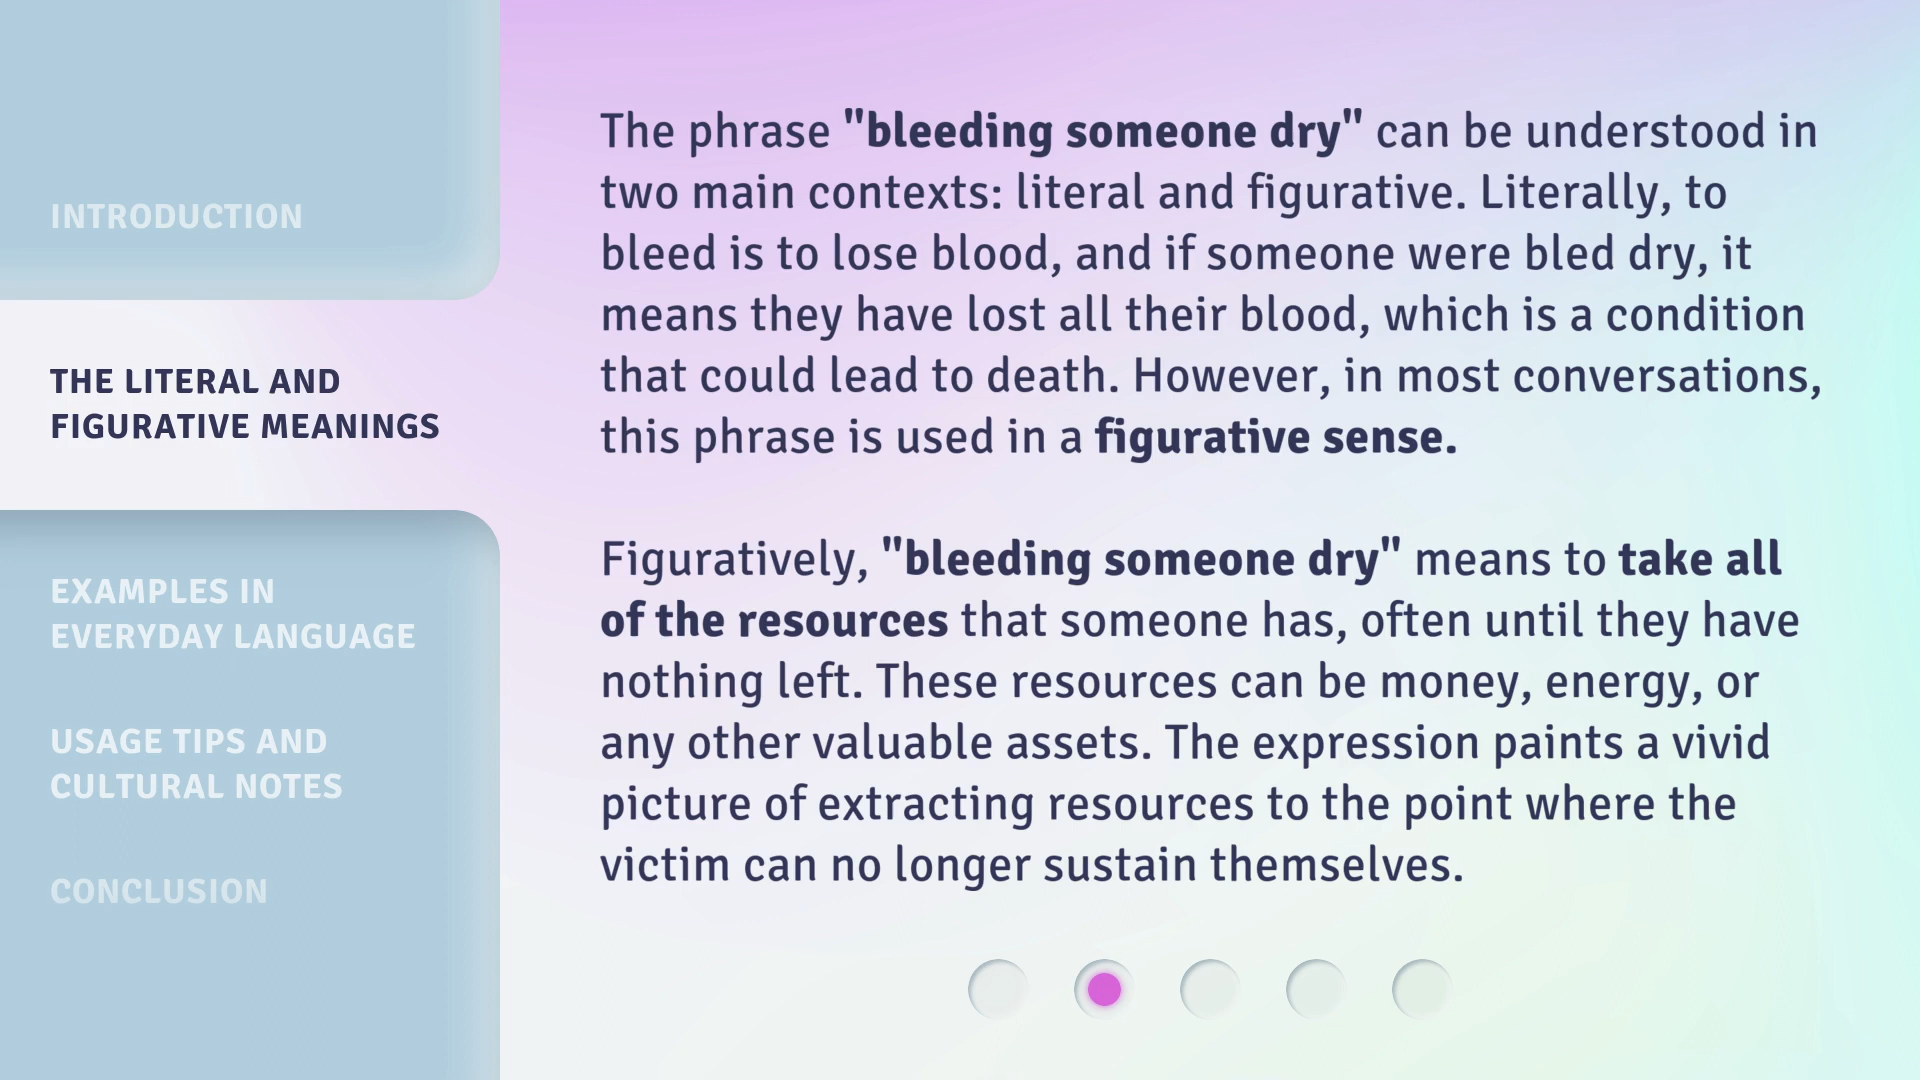 INTRODUCTION
THE LITERAL AND
FIGURATIVE MEANINGS
EXAMPLES IN
EVERYDAY LANGUAGE
USAGE TIPS AND
CULTURAL NOTES
CONCLUSION
The phrase "bleeding someone dry" can be understood in
two main contexts: literal and figurative. Literally, to
bleed is to lose blood, and if someone were bled dry, it
means they have lost all their blood, which is a condition
that could lead to death. However, in most conversations,
this phrase is used in a figurative sense.
Figuratively, "bleeding someone dry" means to take all
of the resources that someone has, often until they have
nothing left. These resources can be money, energy, or
any other valuable assets. The expression paints a vivid
picture of extracting resources to the point where the
victim can no longer sustain themselves.